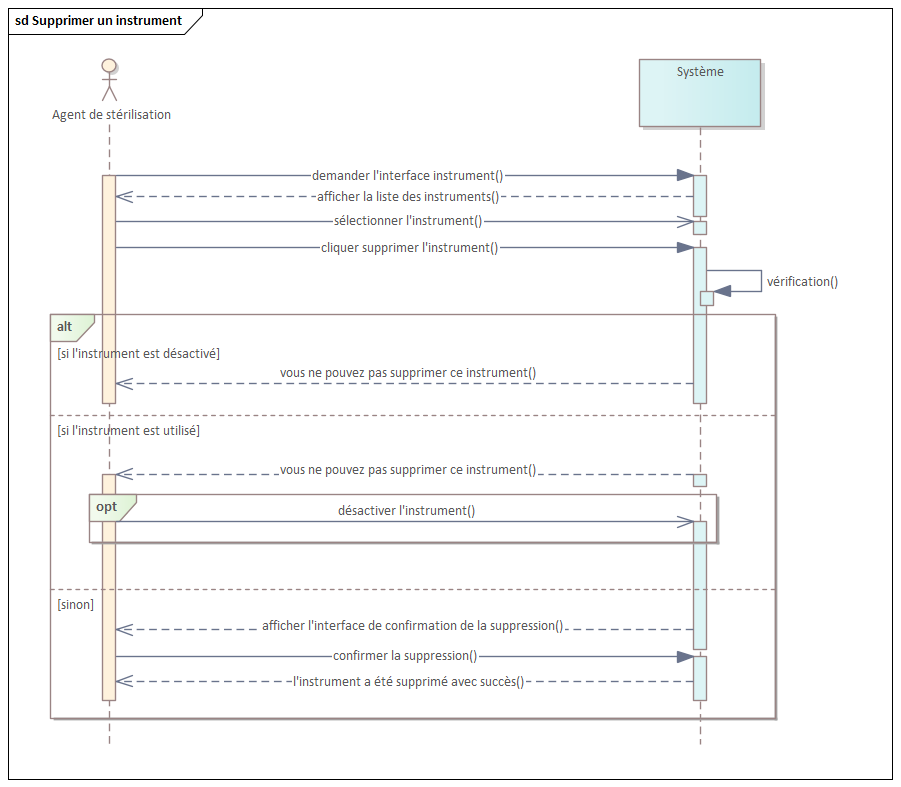 sd Supprimer un instrument
Agent de stérilisation
Système
demander l'interface instrument()
afficher la liste des instruments()
sélectionner l'instrument()
cliquer supprimer l'instrument()
vérification()
alt
[si l'instrument est désactivé]
vous ne pouvez pas supprimer ce instrument()
[si l'instrument est utilisé]
vous ne pouvez pas supprimer ce instrument()
opt
désactiver l'instrument()
[sinon]
afficher l'interface de confirmation de la suppression()
confirmer la suppression()
l'instrument a été supprimé avec succès()